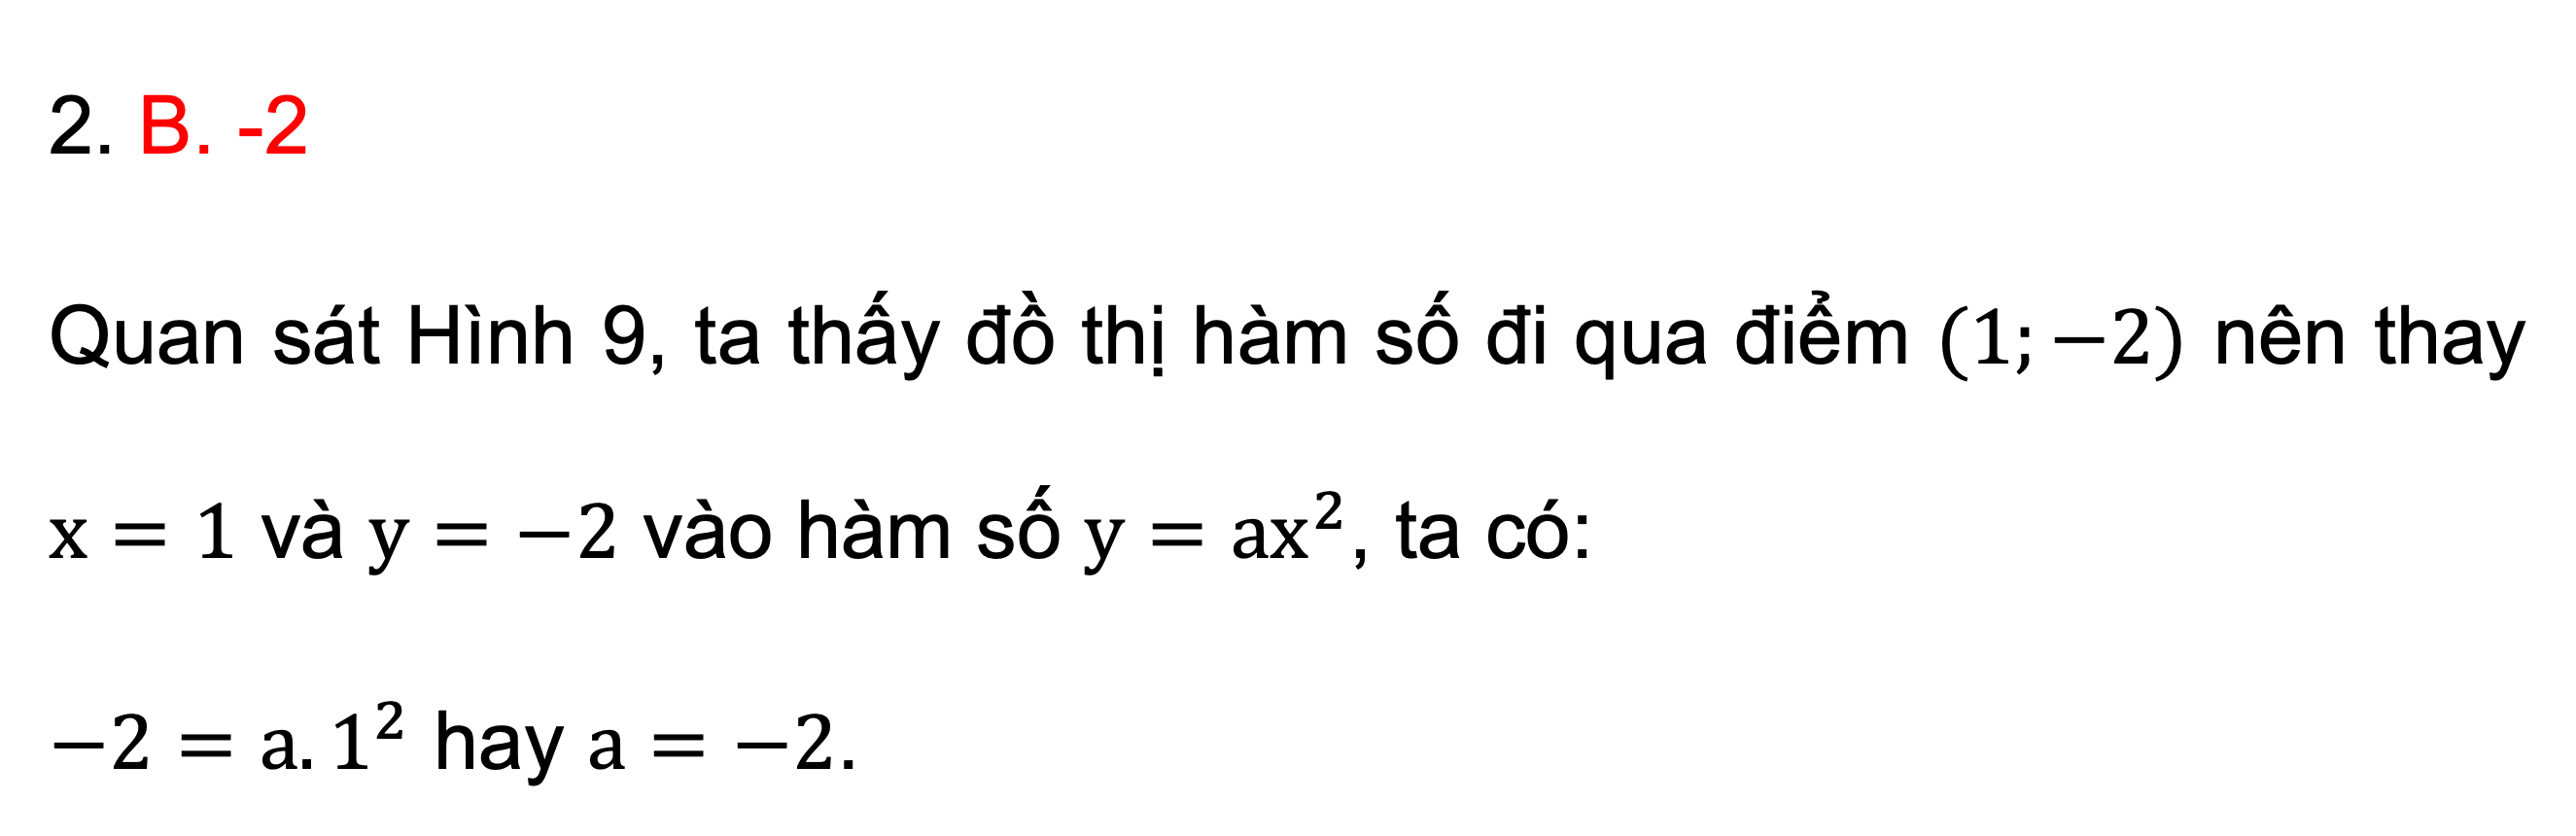 2. B. -2
Quan sát Hình 9, ta thấy đồ thị hàm số đi qua điểm (1; −2) nên thay
x = 1 và y = −2 vào hàm số y = ax², ta có:
−2 = a. 1² hay a = −2.